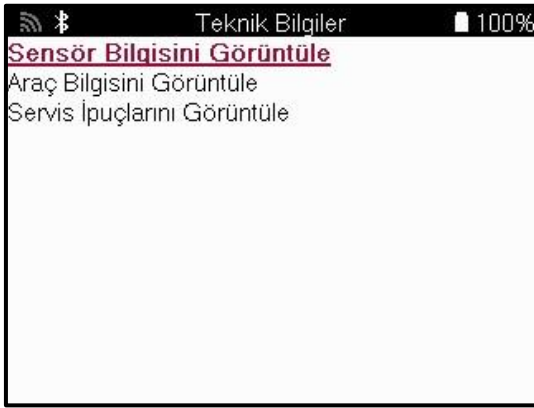 Teknik Bilgiler 100%
Sensör Bilgisini Görüntüle
Araç Bilgisini Görüntüle
Servis İpuçlarını Görüntüle